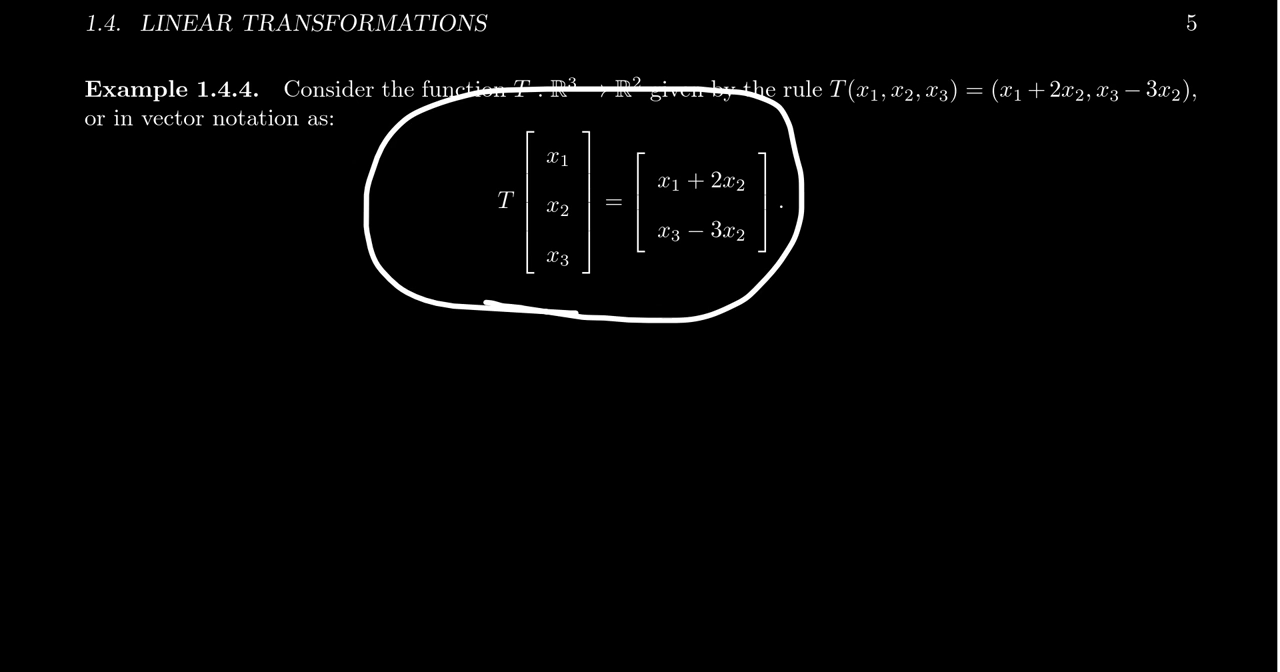 1.4. LINEAR TRANSFORMATIONS 5
Example 1.4.4. Consider the function T : ℝ³ → ℝ² given by the rule T(x₁, x₂, x₃) = (x₁ + 2x₂, x₃ − 3x₂),
or in vector notation as:
T [ x₁ x₂ x₃ ] = [ x₁ + 2x₂ x₃ − 3x₂ ] .